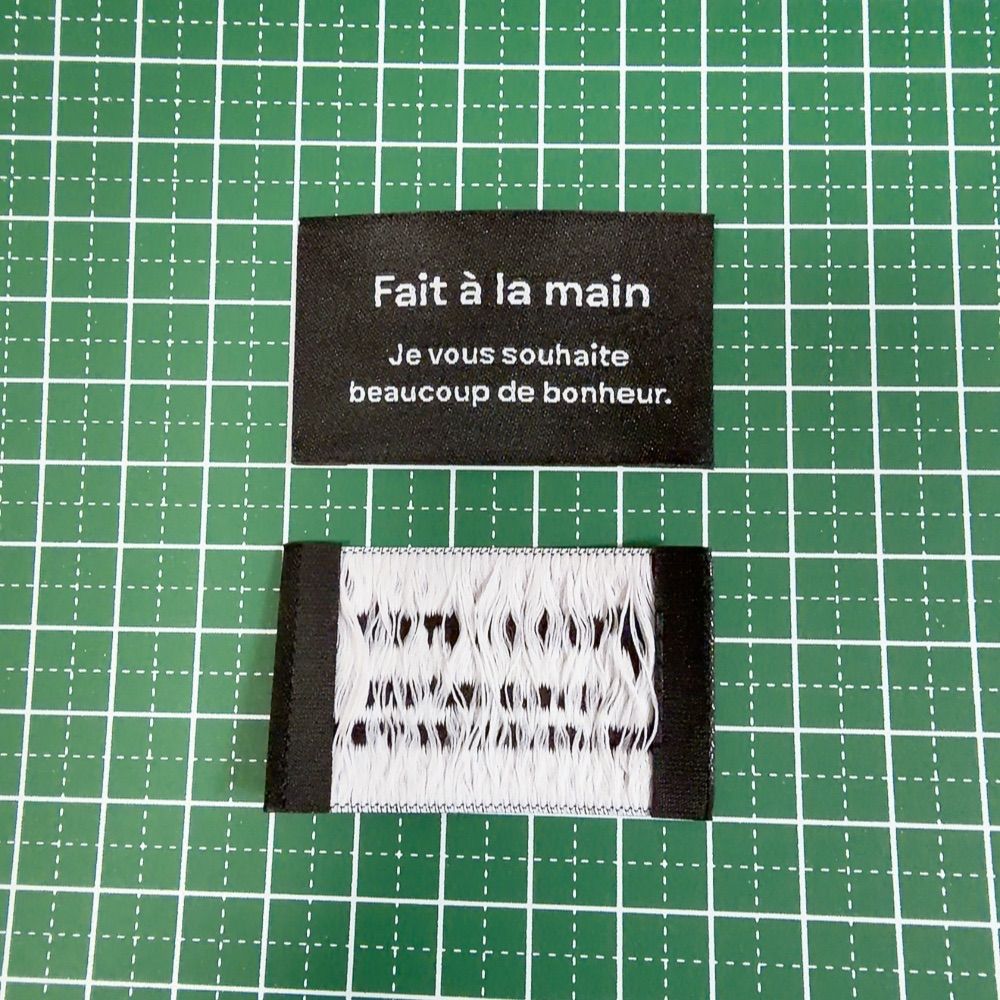 Fait à la main
Je vous souhaite
beaucoup de bonheur.